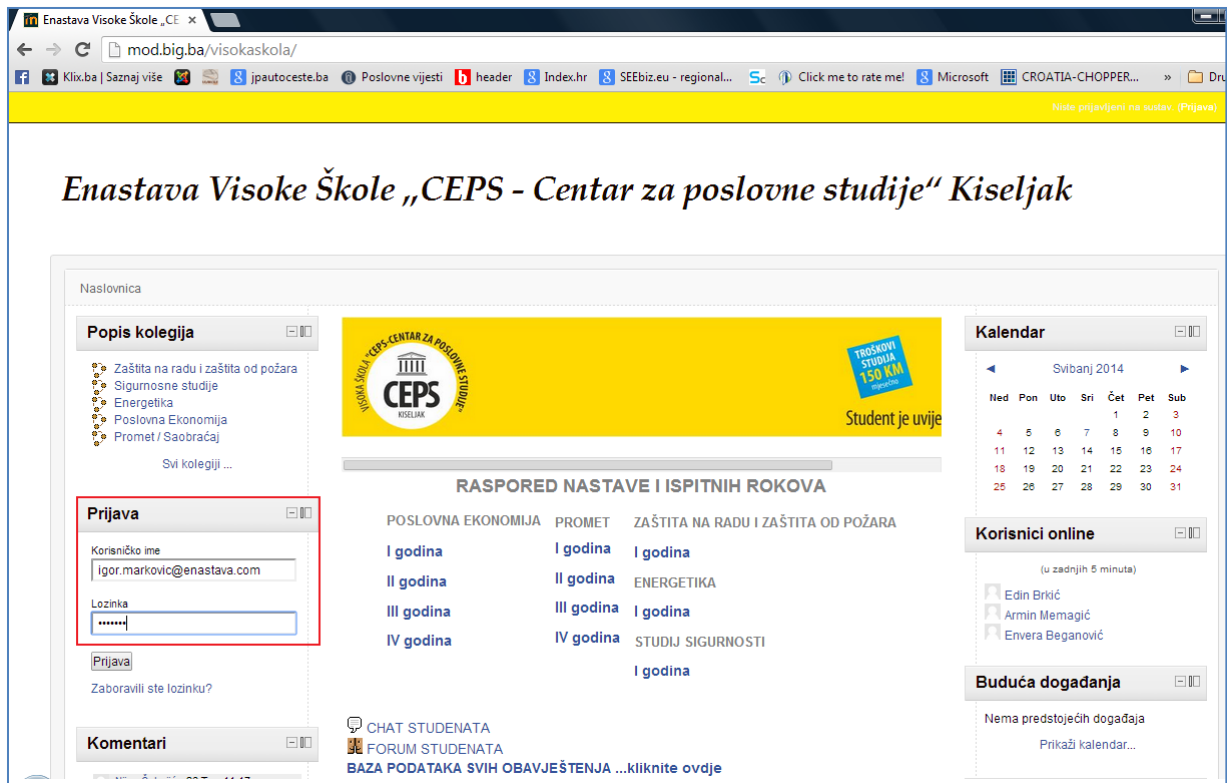 Enastava Visoke Škole „CE
mod.big.ba/visokaskola/
Klix.ba | Saznaj više
jpautoceste.ba
Poslovne vijesti
header
Index.hr
SEEbiz.eu - regional...
Click me to rate me!
Microsoft
CROATIA-CHOPPER...
»
Dru
Niste prijavljeni na sustav. (Prijava)
Enastava Visoke Škole „CEPS - Centar za poslovne studije“ Kiseljak
Naslovnica
Popis kolegija
Zaštita na radu i zaštita od požara
Sigurnosne studije
Energetika
Poslovna Ekonomija
Promet / Saobraćaj
Svi kolegiji ...
Prijava
Korisničko ime
igor.markovic@enastava.com
Lozinka
•••••••
Prijava
Zaboravili ste lozinku?
Komentari
VISOKA ŠKOLA "CEPS-CENTAR ZA POSLOVNE STUDIJE"
CEPS
KISELJAK
TROŠKOVI
STUDIJA
150 KM
mjesečno
Student je uvije
RASPORED NASTAVE I ISPITNIH ROKOVA
POSLOVNA EKONOMIJA
I godina
II godina
III godina
IV godina
PROMET
I godina
II godina
III godina
IV godina
ZAŠTITA NA RADU I ZAŠTITA OD POŽARA
I godina
ENERGETIKA
I godina
STUDIJ SIGURNOSTI
I godina
CHAT STUDENATA
FORUM STUDENATA
BAZA PODATAKA SVIH OBAVJEŠTENJA ...kliknite ovdje
Kalendar
◄ Svibanj 2014 ►
Ned Pon Uto Sri Čet Pet Sub
1 2 3
4 5 6 7 8 9 10
11 12 13 14 15 16 17
18 19 20 21 22 23 24
25 26 27 28 29 30 31
Korisnici online
(u zadnjih 5 minuta)
Edin Brkić
Armin Memagić
Envera Beganović
Buduća događanja
Nema predstojećih događaja
Prikaži kalendar...